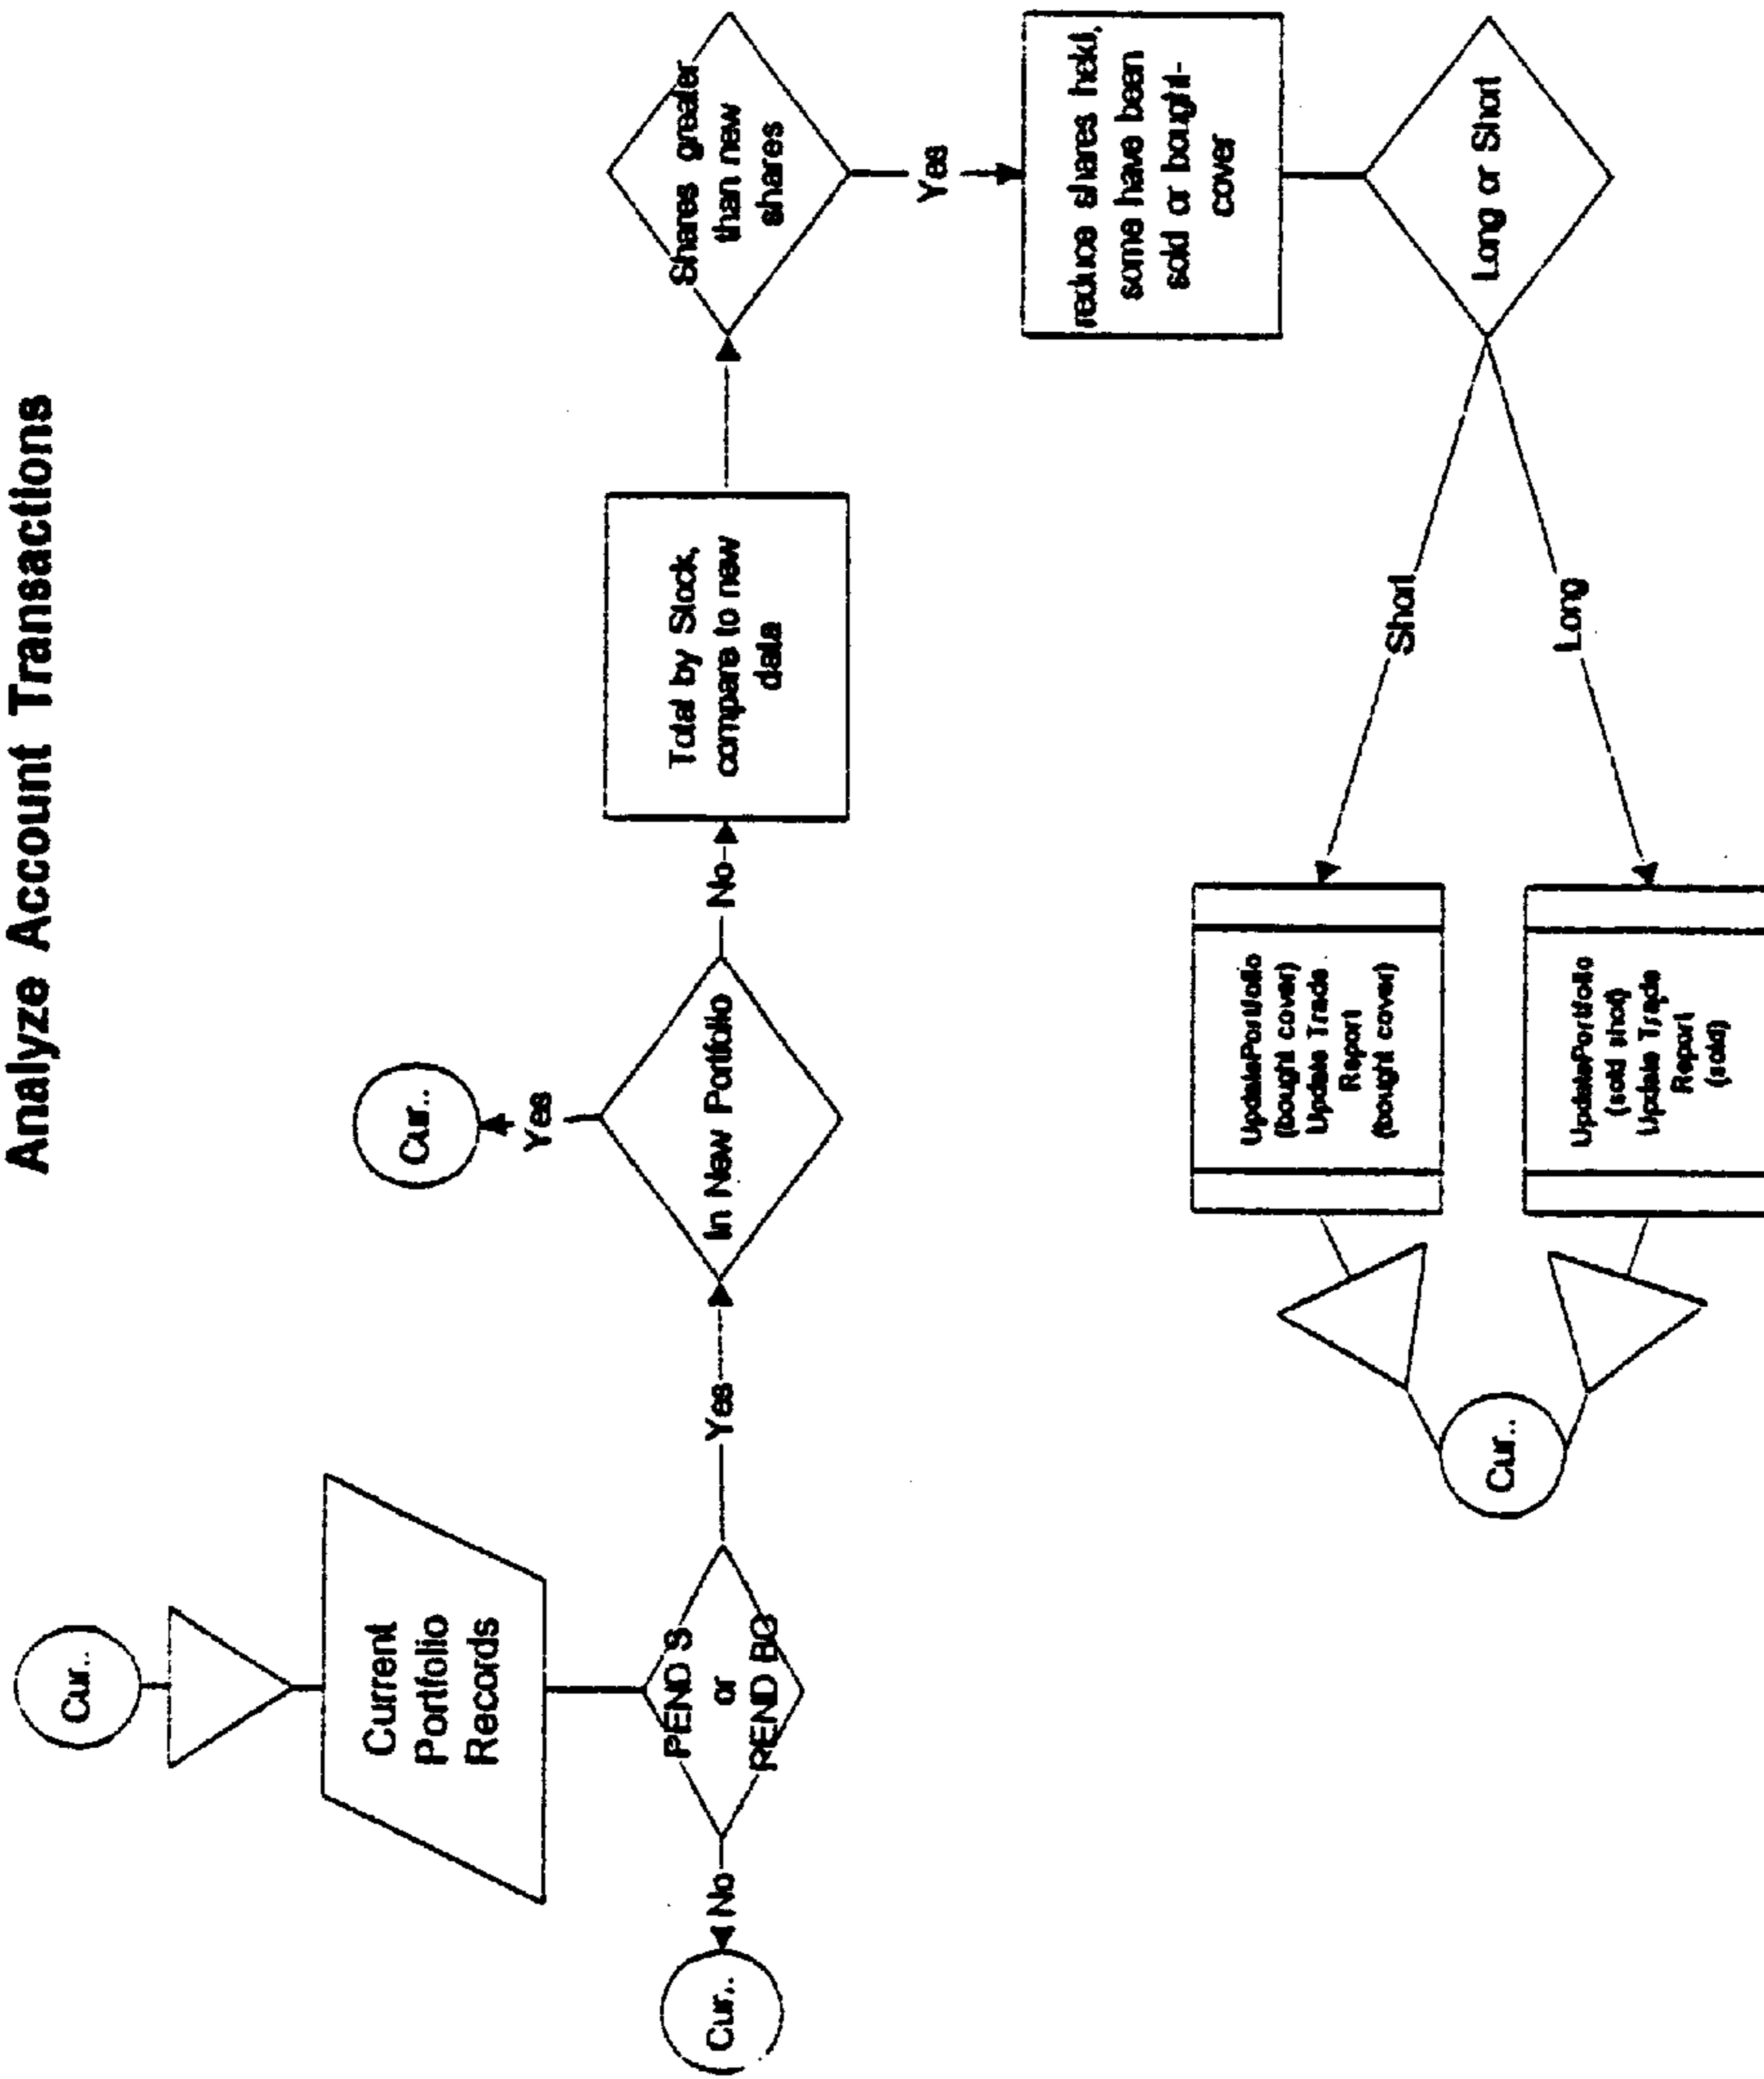 Analyze Account Transactions
Cur..
Current
Portfolio
Records
PEND S
or
PEND BC
No
Cur..
Yes
In New Portfolio
Yes
Cur..
No
Total by Stock,
compare to new
data
Shares greater
than new
shares
Yes
reduce shares held,
some have been
sold or bought-
cover
Long or Short
Short
Long
UpdatePortfolio
(bought cover)
Update Trade
Report
(bought cover)
UpdatePortfolio
(sold short)
Update Trade
Report
(sold)
Cur..